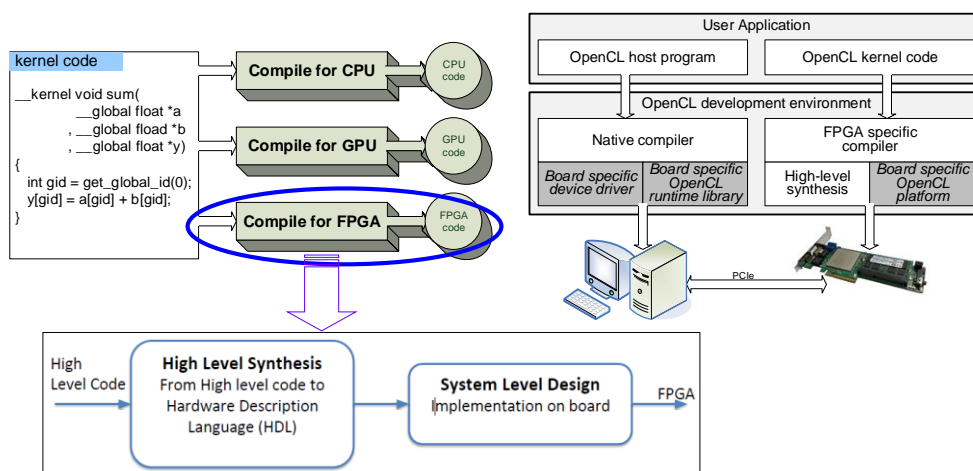 kernel code
__kernel void sum(
__global float *a
, __global fload *b
, __global float *y)
{
int gid = get_global_id(0);
y[gid] = a[gid] + b[gid];
}
Compile for CPU
CPU
code
Compile for GPU
GPU
code
Compile for FPGA
FPGA
code
User Application
OpenCL host program
OpenCL kernel code
OpenCL development environment
Native compiler
Board specific
device driver
Board specific
OpenCL
runtime library
FPGA specific
compiler
High-level
synthesis
Board specific
OpenCL
platform
PCIe
High
Level Code
High Level Synthesis
From High level code to
Hardware Description
Language (HDL)
System Level Design
Implementation on board
FPGA